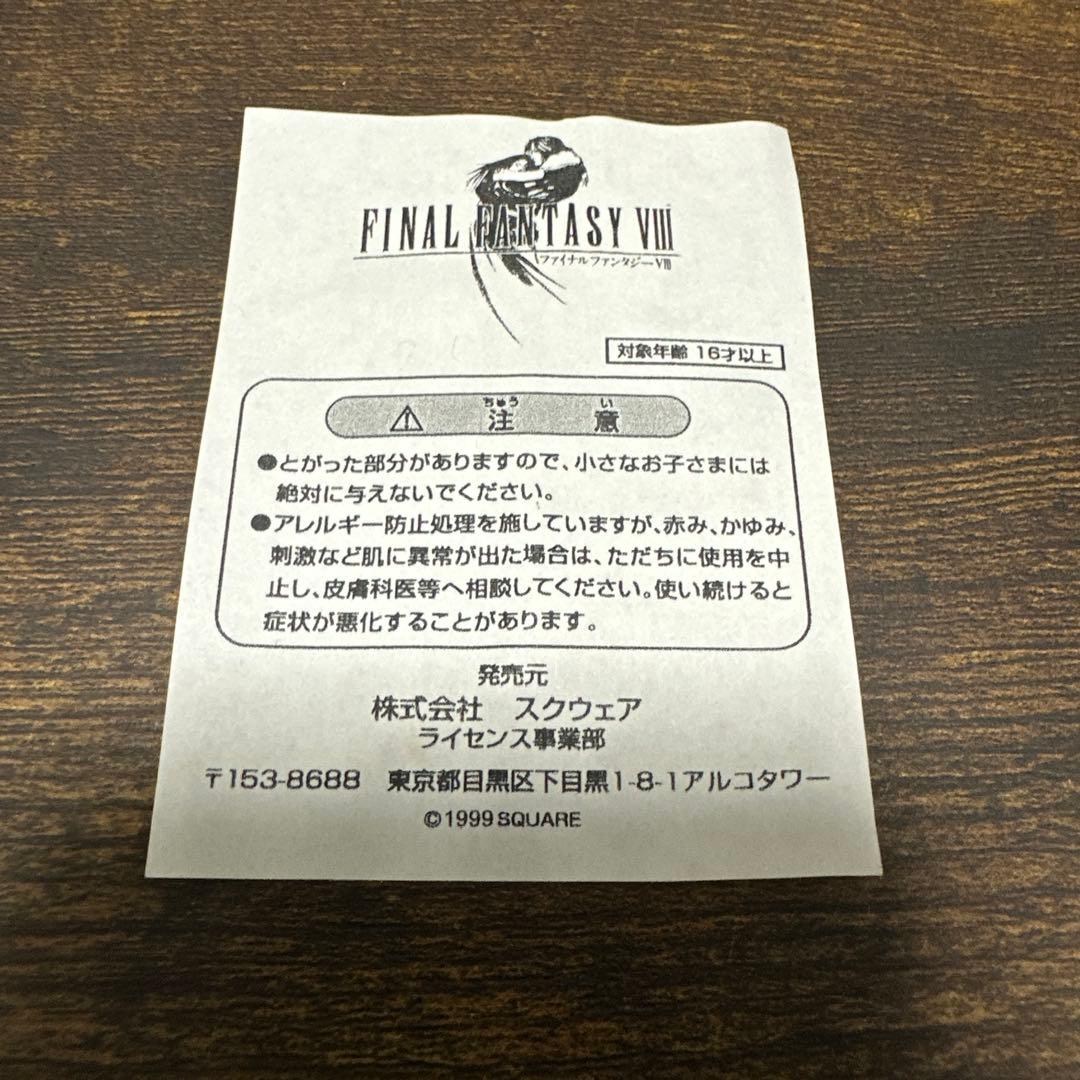 FINAL FANTASY VIII
ファイナルファンタジーVIII
対象年齢 16才以上
ちゅう い
⚠ 注 意
●とがった部分がありますので、小さなお子さまには
絶対に与えないでください。
●アレルギー防止処理を施していますが、赤み、かゆみ、
刺激など肌に異常が出た場合は、ただちに使用を中
止し、皮膚科医等へ相談してください。使い続けると
症状が悪化することがあります。
発売元
株式会社 スクウェア
ライセンス事業部
〒153-8688 東京都目黒区下目黒1-8-1アルコタワー
©1999 SQUARE